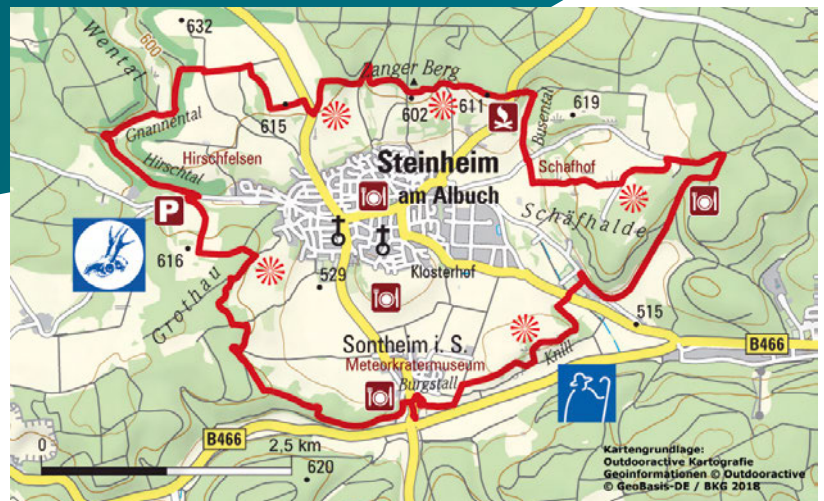 632
Wental
600
Zanger Berg
602
611
619
615
Gnannental
Hirschtal
Hirschfelsen
Busental
Steinheim
am Albuch
Schafhof
Schäfhalde
P
616
Grothau
529
Klosterhof
515
Sontheim i. S.
Meteorkratermuseum
Burgstall
Knill
B466
B466
0
2,5 km
620
Kartengrundlage:
Outdooractive Kartografie
Geoinformationen © Outdooractive
© GeoBasis-DE / BKG 2018